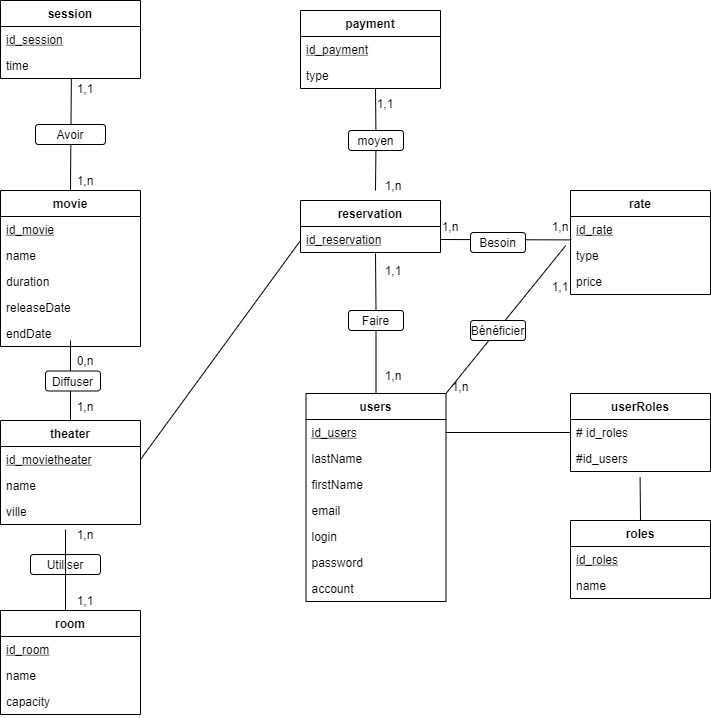 session
id_session
time
1,1
Avoir
1,n
movie
id_movie
name
duration
releaseDate
endDate
0,n
Diffuser
1,n
theater
id_movietheater
name
ville
1,n
Utiliser
1,1
room
id_room
name
capacity
payment
id_payment
type
1,1
moyen
1,n
reservation
id_reservation
1,n
Besoin
1,n
rate
id_rate
type
price
1,1
Bénéficier
1,n
1,1
Faire
1,n
users
id_users
lastName
firstName
email
login
password
account
userRoles
# id_roles
#id_users
roles
id_roles
name